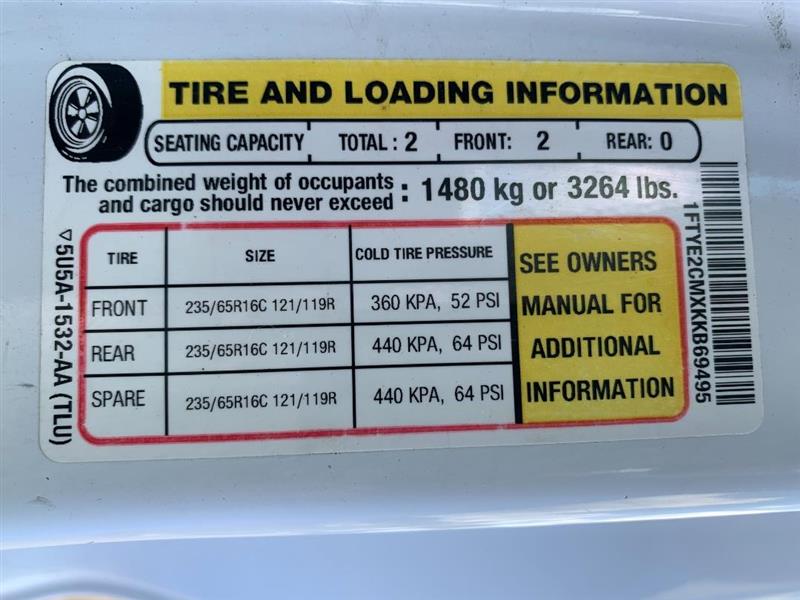 TIRE AND LOADING INFORMATION
SEATING CAPACITY TOTAL: 2 FRONT: 2 REAR: 0
The combined weight of occupants
and cargo should never exceed : 1480 kg or 3264 lbs.
TIRE SIZE COLD TIRE PRESSURE
FRONT 235/65R16C 121/119R 360 KPA, 52 PSI
REAR 235/65R16C 121/119R 440 KPA, 64 PSI
SPARE 235/65R16C 121/119R 440 KPA, 64 PSI
SEE OWNERS
MANUAL FOR
ADDITIONAL
INFORMATION
▽5U5A-1532-AA (TLU)
1FTYE2CMXKKB69495